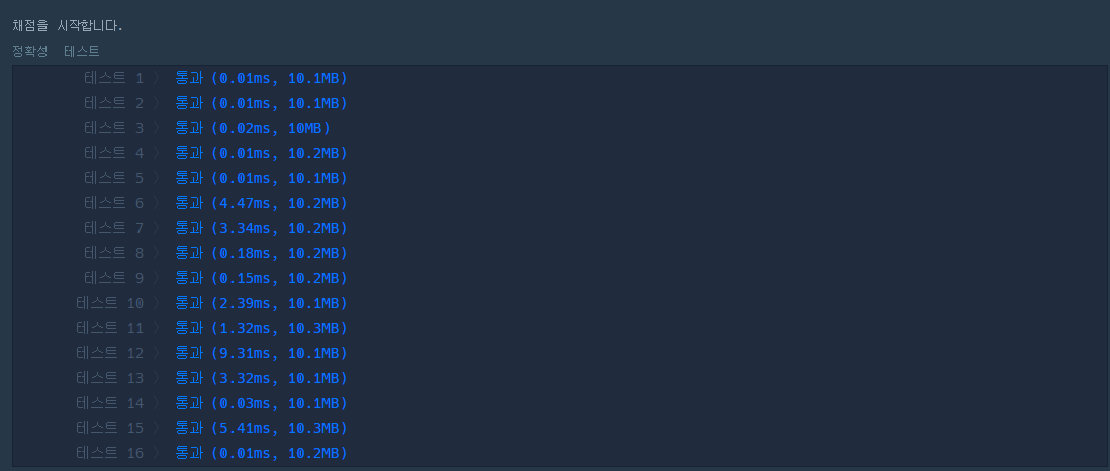 채점을 시작합니다.
정확성 테스트
테스트 1 〉 통과 (0.01ms, 10.1MB)
테스트 2 〉 통과 (0.01ms, 10.1MB)
테스트 3 〉 통과 (0.02ms, 10MB)
테스트 4 〉 통과 (0.01ms, 10.2MB)
테스트 5 〉 통과 (0.01ms, 10.1MB)
테스트 6 〉 통과 (4.47ms, 10.2MB)
테스트 7 〉 통과 (3.34ms, 10.2MB)
테스트 8 〉 통과 (0.18ms, 10.2MB)
테스트 9 〉 통과 (0.15ms, 10.2MB)
테스트 10 〉 통과 (2.39ms, 10.1MB)
테스트 11 〉 통과 (1.32ms, 10.3MB)
테스트 12 〉 통과 (9.31ms, 10.1MB)
테스트 13 〉 통과 (3.32ms, 10.1MB)
테스트 14 〉 통과 (0.03ms, 10.1MB)
테스트 15 〉 통과 (5.41ms, 10.3MB)
테스트 16 〉 통과 (0.01ms, 10.2MB)